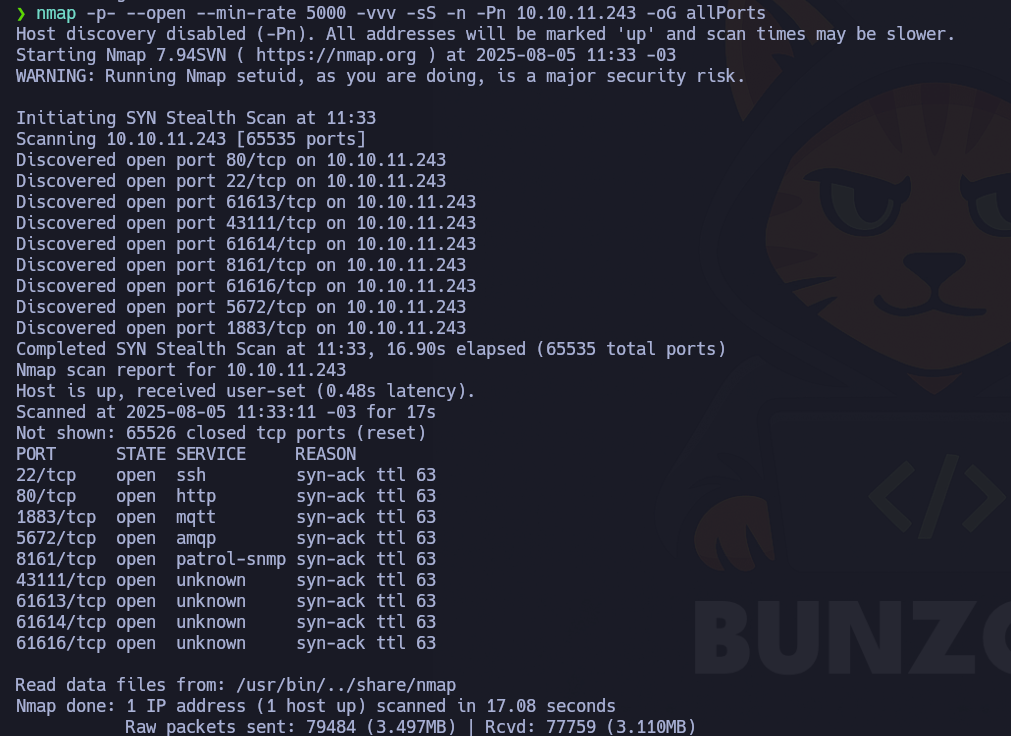 ❯ nmap -p- --open --min-rate 5000 -vvv -sS -n -Pn 10.10.11.243 -oG allPorts
Host discovery disabled (-Pn). All addresses will be marked 'up' and scan times may be slower.
Starting Nmap 7.94SVN ( https://nmap.org ) at 2025-08-05 11:33 -03
WARNING: Running Nmap setuid, as you are doing, is a major security risk.

Initiating SYN Stealth Scan at 11:33
Scanning 10.10.11.243 [65535 ports]
Discovered open port 80/tcp on 10.10.11.243
Discovered open port 22/tcp on 10.10.11.243
Discovered open port 61613/tcp on 10.10.11.243
Discovered open port 43111/tcp on 10.10.11.243
Discovered open port 61614/tcp on 10.10.11.243
Discovered open port 8161/tcp on 10.10.11.243
Discovered open port 61616/tcp on 10.10.11.243
Discovered open port 5672/tcp on 10.10.11.243
Discovered open port 1883/tcp on 10.10.11.243
Completed SYN Stealth Scan at 11:33, 16.90s elapsed (65535 total ports)
Nmap scan report for 10.10.11.243
Host is up, received user-set (0.48s latency).
Scanned at 2025-08-05 11:33:11 -03 for 17s
Not shown: 65526 closed tcp ports (reset)
PORT      STATE SERVICE     REASON
22/tcp    open  ssh         syn-ack ttl 63
80/tcp    open  http        syn-ack ttl 63
1883/tcp  open  mqtt        syn-ack ttl 63
5672/tcp  open  amqp        syn-ack ttl 63
8161/tcp  open  patrol-snmp syn-ack ttl 63
43111/tcp open  unknown     syn-ack ttl 63
61613/tcp open  unknown     syn-ack ttl 63
61614/tcp open  unknown     syn-ack ttl 63
61616/tcp open  unknown     syn-ack ttl 63
</>
BUNZO

Read data files from: /usr/bin/../share/nmap
Nmap done: 1 IP address (1 host up) scanned in 17.08 seconds
           Raw packets sent: 79484 (3.497MB) | Rcvd: 77759 (3.110MB)